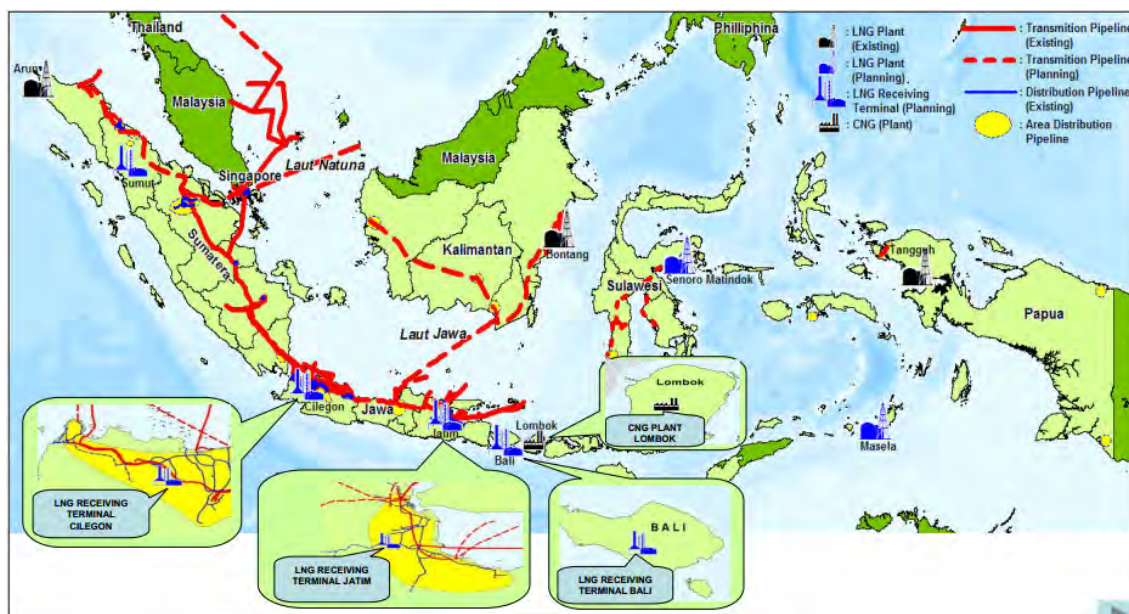 Thailand
Philliphina
: LNG Plant
(Existing)
: LNG Plant
(Planning)
: LNG Receiving
Terminal (Planning)
: CNG (Plant)
: Transmition Pipeline
(Existing)
: Transmition Pipeline
(Planning)
: Distribution Pipeline
(Existing)
: Area Distribution
Pipeline
Arun
Malaysia
Malaysia
Laut Natuna
Singapore
Sumut
Sumatera
Kalimantan
Bontang
Sulawesi
Senoro Matindok
Tangguh
Papua
Laut Jawa
Cilegon
Jawa
Jatim
Lombok
Bali
Masela
Lombok
CNG PLANT
LOMBOK
LNG RECEIVING
TERMINAL
CILEGON
LNG RECEIVING
TERMINAL JATIM
BALI
LNG RECEIVING
TERMINAL BALI